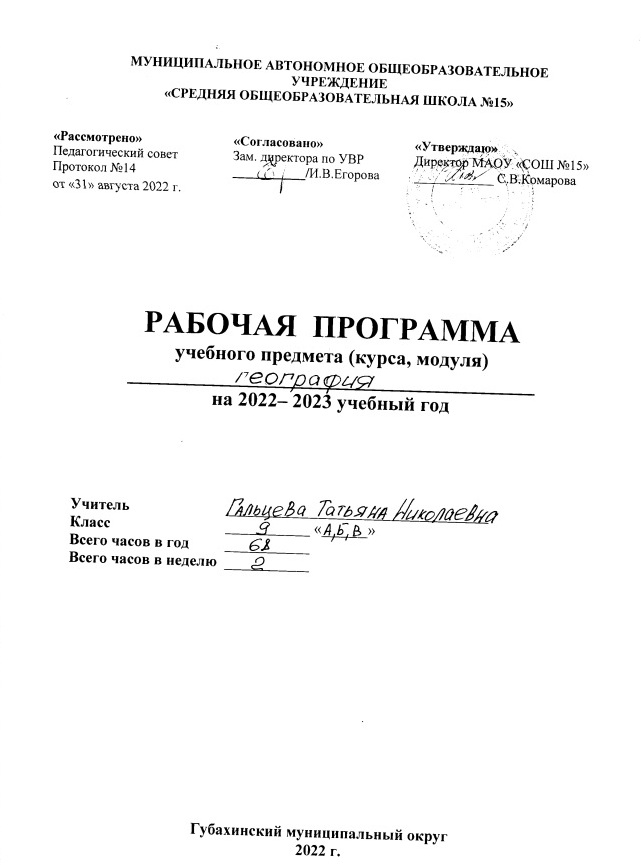 МУНИЦИПАЛЬНОЕ АВТОНОМНОЕ ОБЩЕОБРАЗОВАТЕЛЬНОЕ
УЧРЕЖДЕНИЕ
«СРЕДНЯЯ ОБЩЕОБРАЗОВАТЕЛЬНАЯ ШКОЛА №15»
«Рассмотрено»
Педагогический совет
Протокол №14
от «31» августа 2022 г.
«Согласовано»
Зам. директора по УВР
/И.В.Егорова
«Утверждаю»
Директор МАОУ «СОШ №15»
С.В.Комарова
РАБОЧАЯ ПРОГРАММА
учебного предмета (курса, модуля)
география
на 2022– 2023 учебный год
Учитель Гальцева Татьяна Николаевна
Класс 9 «А,Б,В»
Всего часов в год 68
Всего часов в неделю 2
Губахинский муниципальный округ
2022 г.